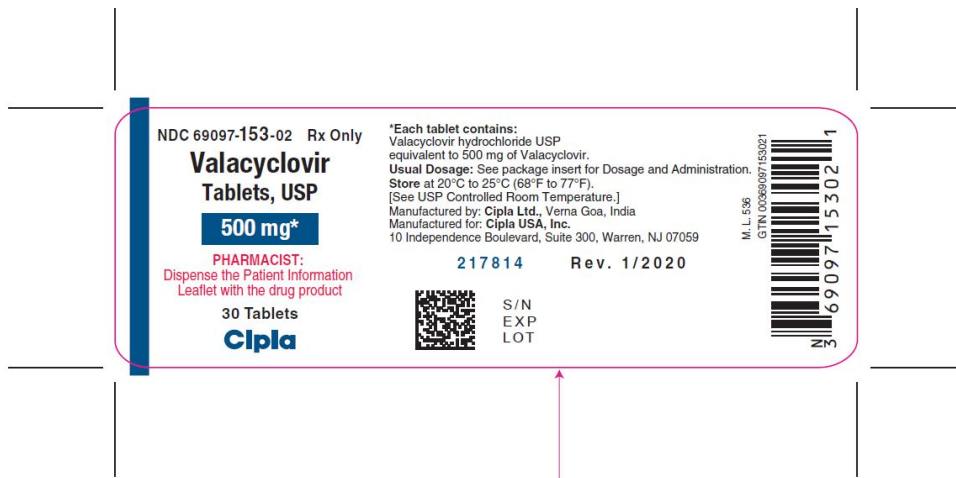 NDC 69097-153-02 Rx Only
Valacyclovir
Tablets, USP
500 mg*
PHARMACIST:
Dispense the Patient Information
Leaflet with the drug product
30 Tablets
Cipla
*Each tablet contains:
Valacyclovir hydrochloride USP
equivalent to 500 mg of Valacyclovir.
Usual Dosage: See package insert for Dosage and Administration.
Store at 20°C to 25°C (68°F to 77°F).
[See USP Controlled Room Temperature.]
Manufactured by: Cipla Ltd., Verna Goa, India
Manufactured for: Cipla USA, Inc.
10 Independence Boulevard, Suite 300, Warren, NJ 07059
217814 Rev. 1/2020
S/N
EXP
LOT
M. L. 536
GTIN 00369097153021
N
3 69097 15302 1